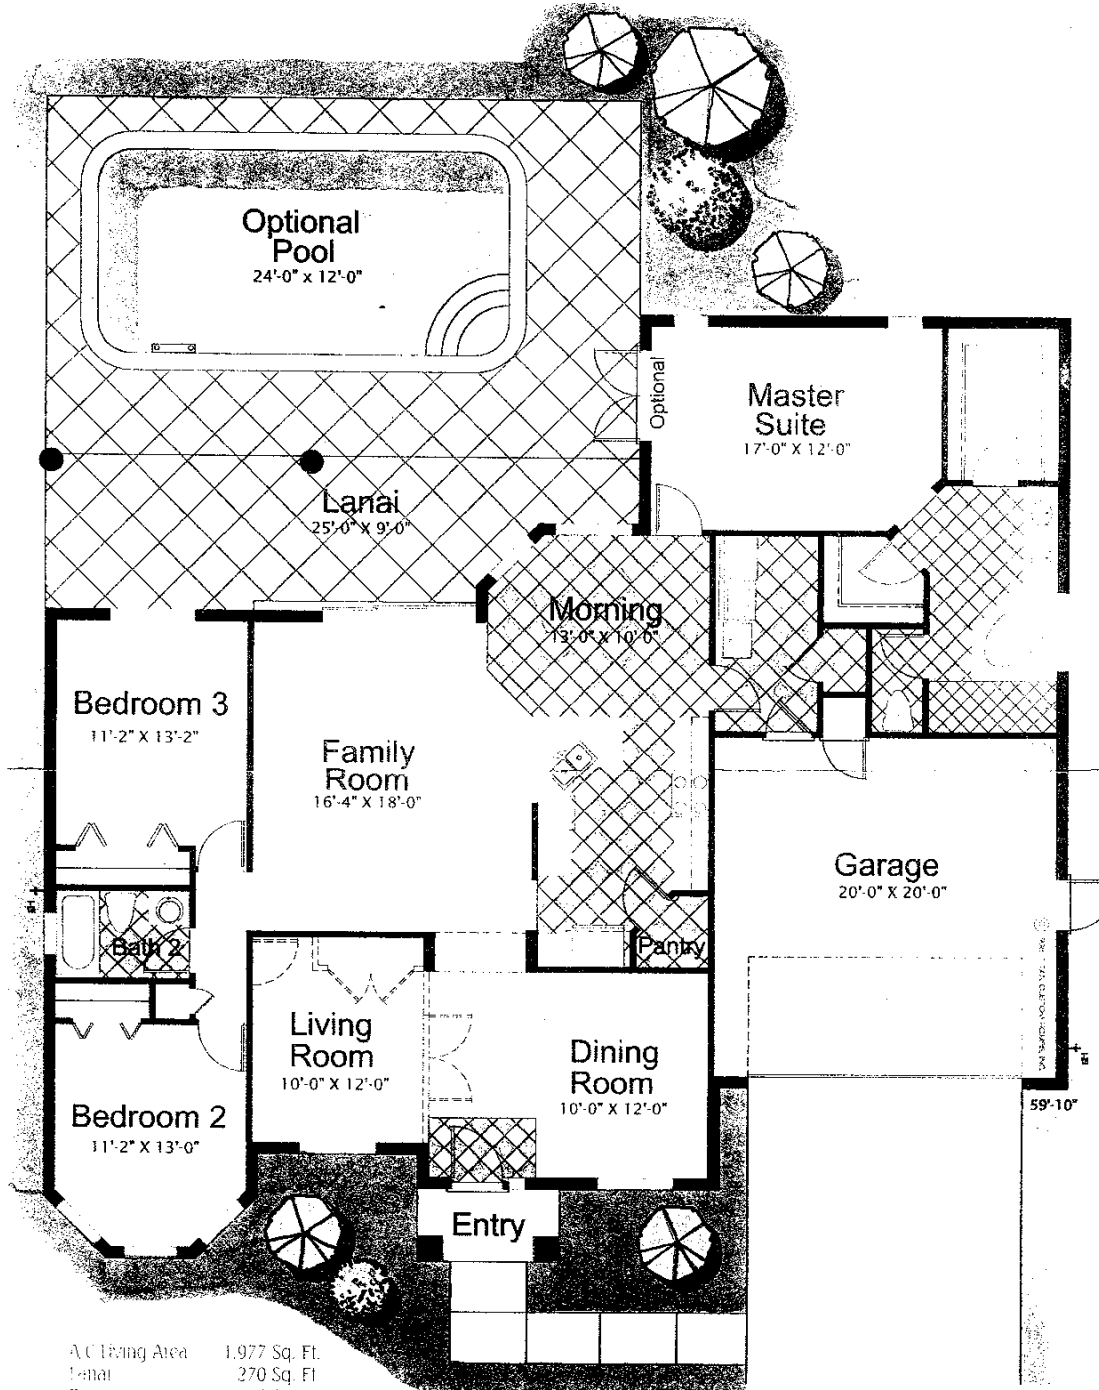 Optional
Pool
24'-0" X 12'-0"
Optional
Master
Suite
17'-0" X 12'-0"
Lanai
25'-0" X 9'-0"
Morning
13'-0" X 10'-0"
Bedroom 3
11'-2" X 13'-2"
Family
Room
16'-4" X 18'-0"
Garage
20'-0" X 20'-0"
Bath 2
Pantry
Living
Room
10'-0" X 12'-0"
Dining
Room
10'-0" X 12'-0"
59'-10"
Bedroom 2
11'-2" X 13'-0"
Entry
A.C Living Area 1,977 Sq. Ft.
Lanai 270 Sq. Ft